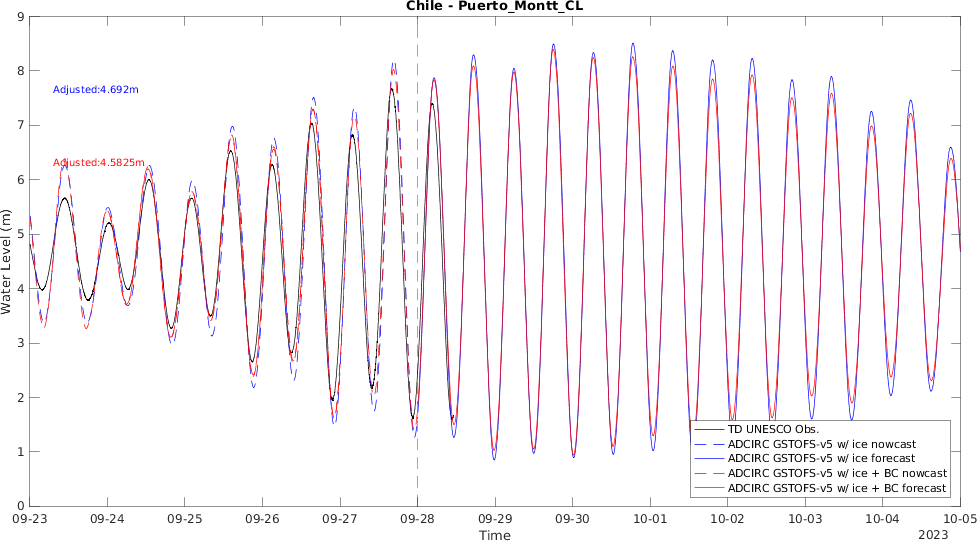 Chile - Puerto_Montt_CL
Water Level (m)
9
8
7
6
5
4
3
2
1
0
Adjusted:4.692m
Adjusted:4.5825m
TD UNESCO Obs.
ADCIRC GSTOFS-v5 w/ ice nowcast
ADCIRC GSTOFS-v5 w/ ice forecast
ADCIRC GSTOFS-v5 w/ ice + BC nowcast
ADCIRC GSTOFS-v5 w/ ice + BC forecast
09-23 09-24 09-25 09-26 09-27 09-28 09-29 09-30 10-01 10-02 10-03 10-04 10-05
Time
2023